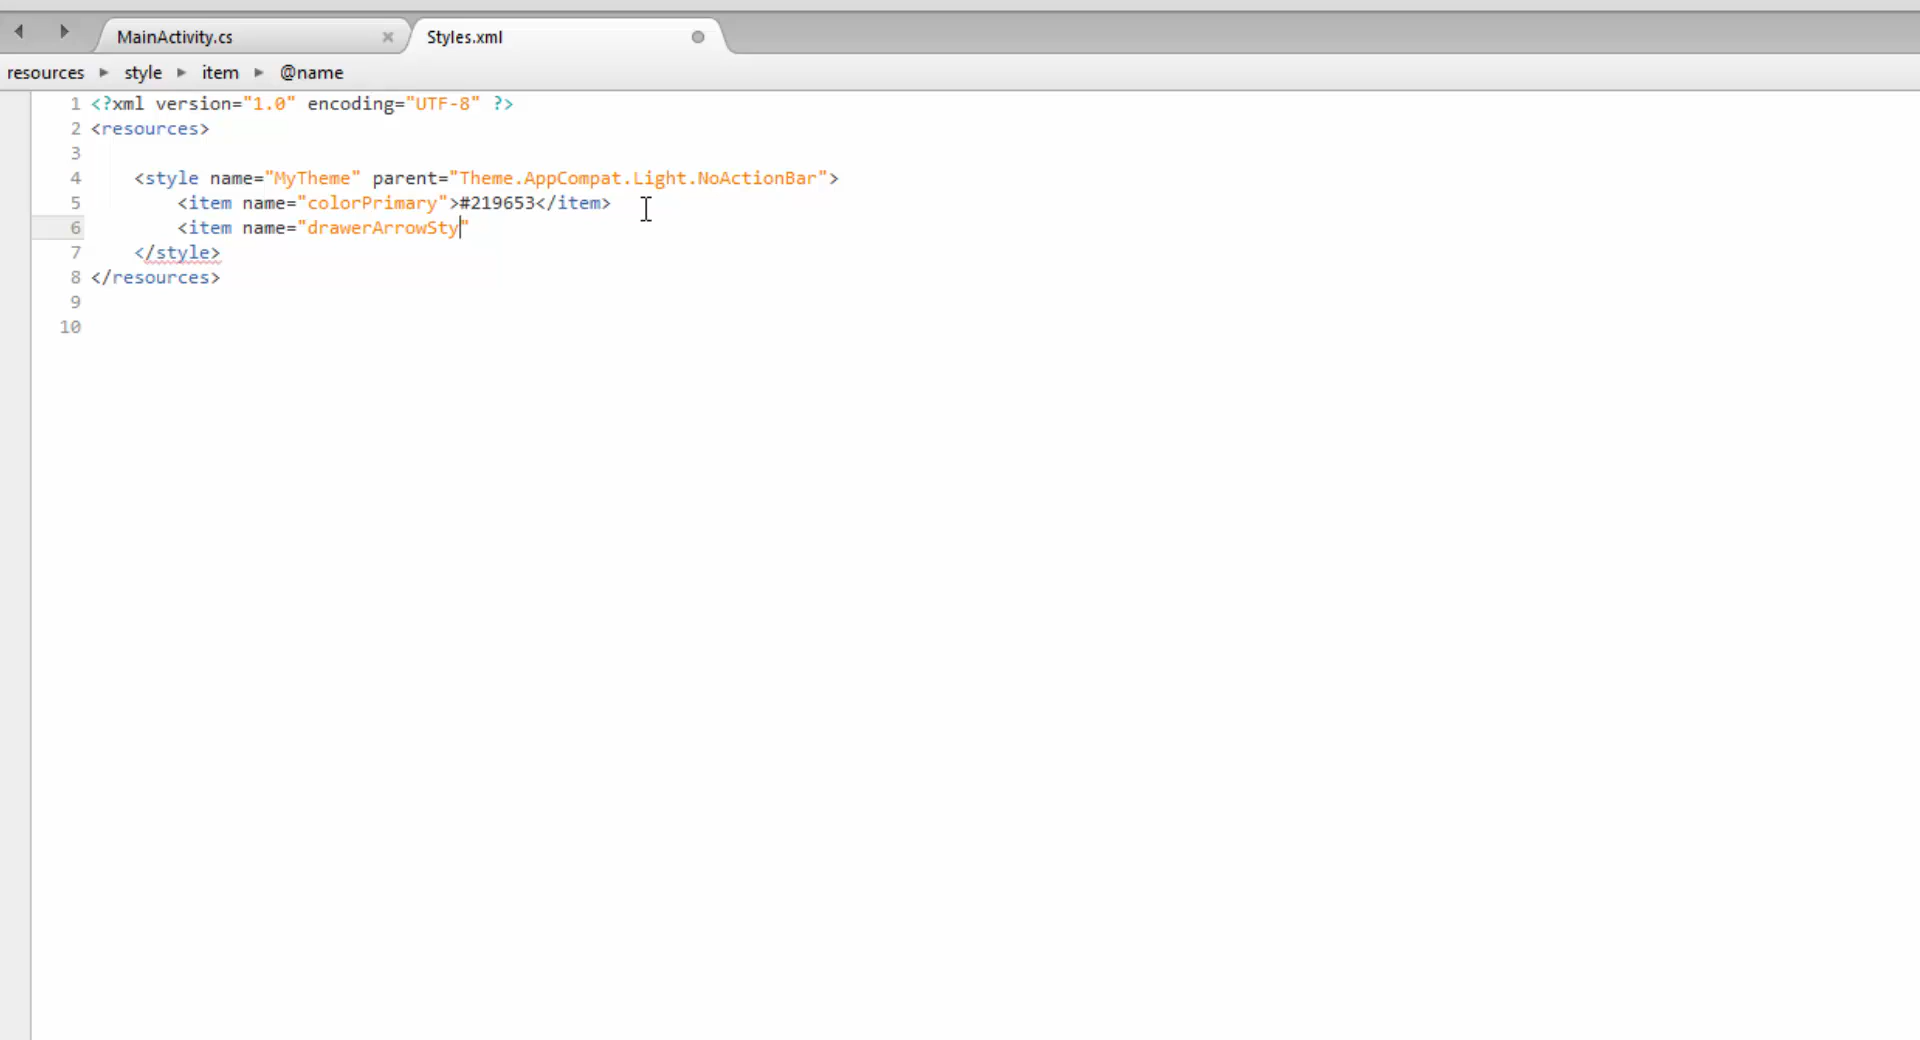 MainActivity.cs Styles.xml
resources style item @name
1 <?xml version="1.0" encoding="UTF-8" ?>
2 <resources>
3
4 <style name="MyTheme" parent="Theme.AppCompat.Light.NoActionBar">
5 <item name="colorPrimary">#219653</item>
6 <item name="drawerArrowSty"
7 </style>
8 </resources>
9
10